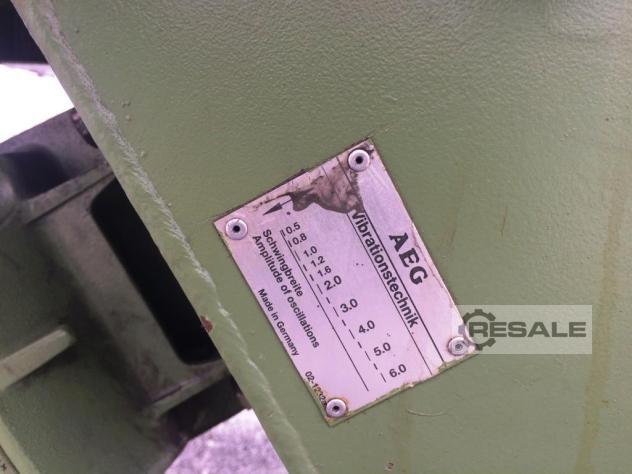 AEG
Vibrationstechnik
0.5
0.8
1.0
1.2
1.6
2.0
3.0
4.0
5.0
6.0
Schwingbreite
Amplitude of oscillations
Made in Germany
RESALE